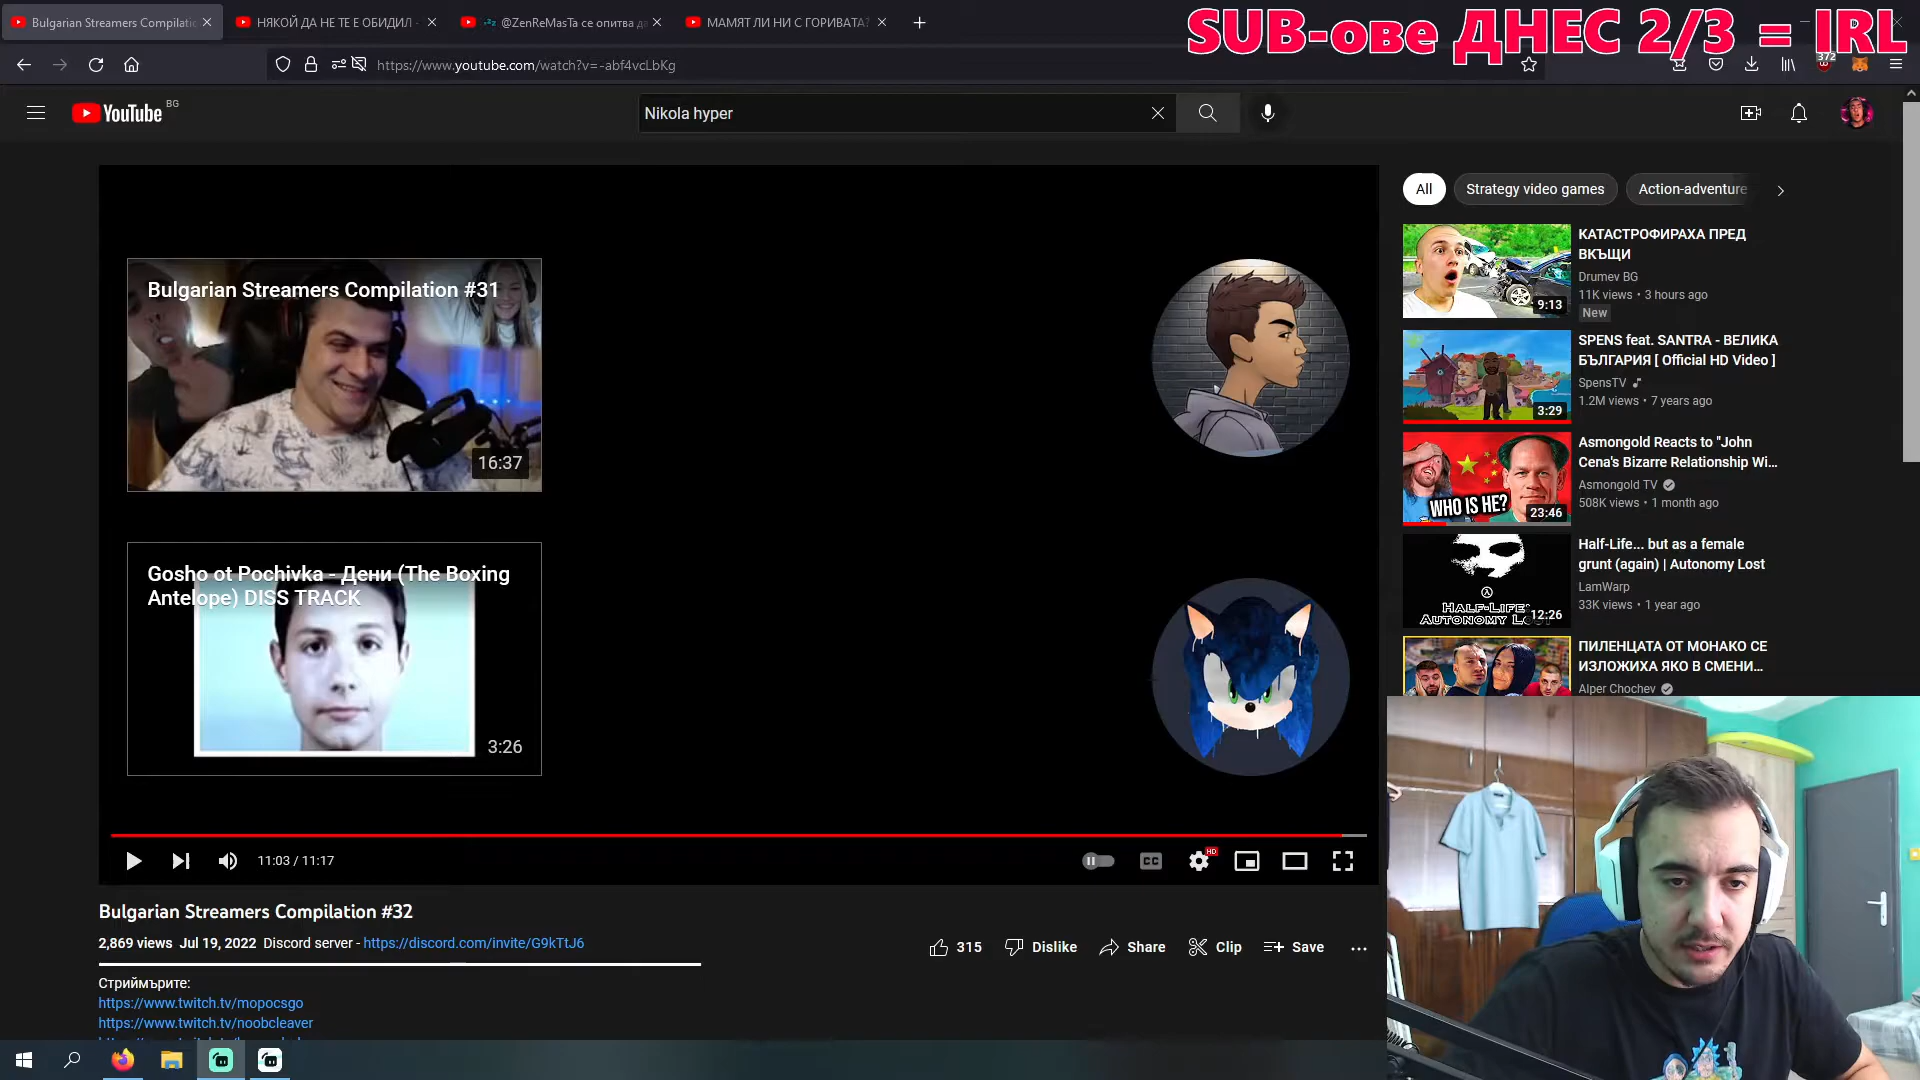 Bulgarian Streamers Compilatio
НЯКОЙ ДА НЕ ТЕ Е ОБИДИЛ -
@ZenReMasTa се опитва да
МАМЯТ ЛИ НИ С ГОРИВАТА?
SUB-ове ДНЕС 2/3 = IRL
https://www.youtube.com/watch?v=-abf4vcLbKg
372
YouTube
BG
Nikola hyper
All
Strategy video games
Action-adventure
Bulgarian Streamers Compilation #31
16:37
Gosho ot Pochivka - Дени (The Boxing
Antelope) DISS TRACK
3:26
КАТАСТРОФИРАХА ПРЕД
ВКЪЩИ
Drumev BG
11K views • 3 hours ago
New
9:13
SPENS feat. SANTRA - ВЕЛИКА
БЪЛГАРИЯ [ Official HD Video ]
SpensTV
1.2M views • 7 years ago
3:29
Asmongold Reacts to "John
Cena's Bizarre Relationship Wi...
Asmongold TV
508K views • 1 month ago
WHO IS HE?
23:46
Half-Life... but as a female
grunt (again) | Autonomy Lost
LamWarp
33K views • 1 year ago
HALF-LIFE:
AUTONOMY LOST
12:26
ПИЛЕНЦАТА ОТ МОНАКО СЕ
ИЗЛОЖИХА ЯКО В СМЕНИ...
Alper Chochev
11:03 / 11:17
CC
HD
Bulgarian Streamers Compilation #32
2,869 views Jul 19, 2022 Discord server - https://discord.com/invite/G9kTtJ6
315
Dislike
Share
Clip
Save
Стриймърите:
https://www.twitch.tv/mopocsgo
https://www.twitch.tv/noobcleaver